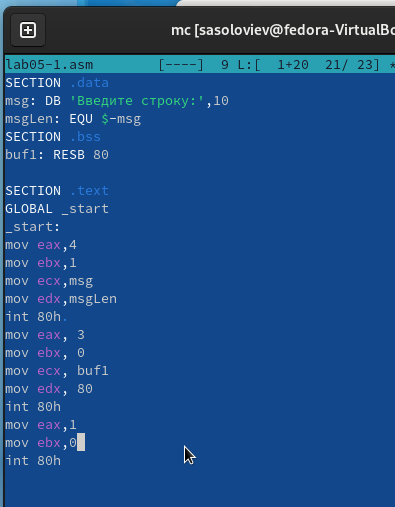 mc [sasoloviev@fedora-VirtualBo
lab05-1.asm [----] 9 L:[ 1+20 21/ 23] *
SECTION .data
msg: DB 'Введите строку:',10
msgLen: EQU $-msg
SECTION .bss
buf1: RESB 80
SECTION .text
GLOBAL _start
_start:
mov eax,4
mov ebx,1
mov ecx,msg
mov edx,msgLen
int 80h.
mov eax, 3
mov ebx, 0
mov ecx, buf1
mov edx, 80
int 80h
mov eax,1
mov ebx,0
int 80h